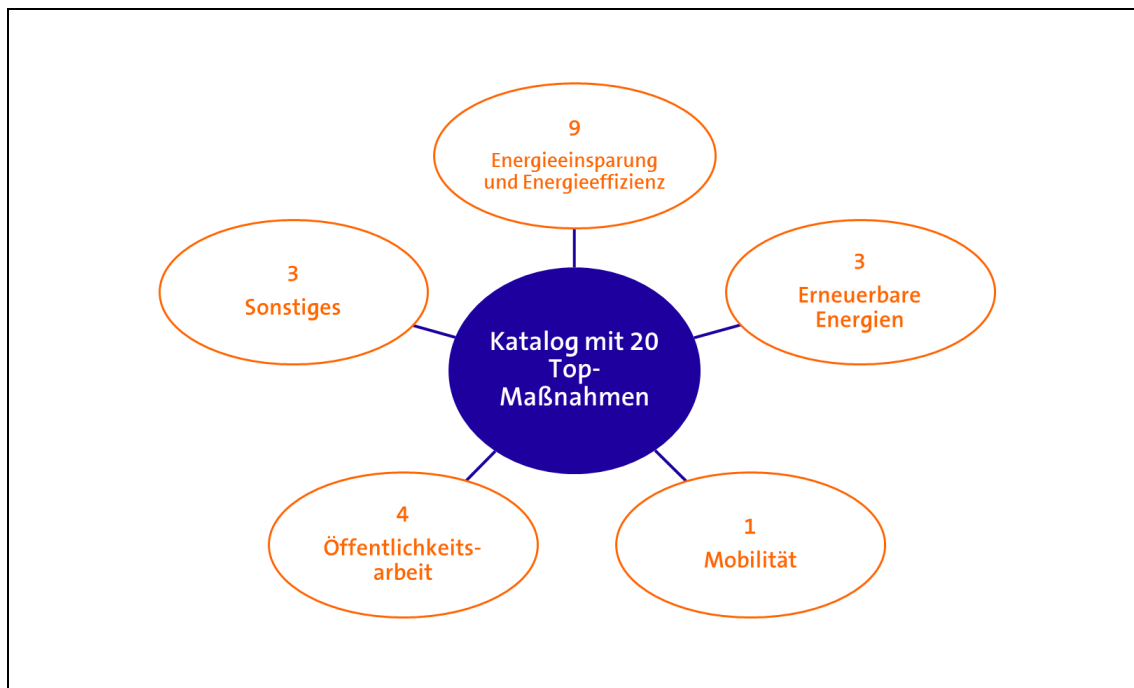 9
Energieeinsparung
und Energieeffizienz
3
Sonstiges
3
Erneuerbare
Energien
Katalog mit 20
Top-
Maßnahmen
4
Öffentlichkeits-
arbeit
1
Mobilität